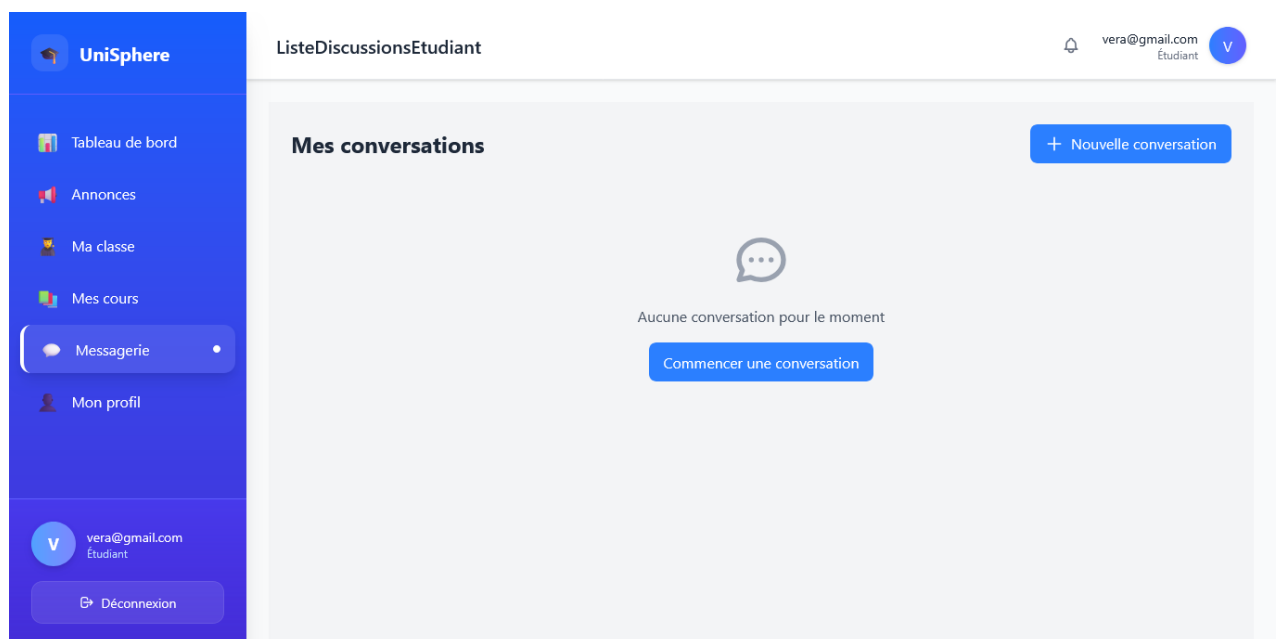 UniSphere
Tableau de bord
Annonces
Ma classe
Mes cours
Messagerie
Mon profil
V
vera@gmail.com
Étudiant
Déconnexion
ListeDiscussionsEtudiant
vera@gmail.com
Étudiant
V
Mes conversations
Nouvelle conversation
Aucune conversation pour le moment
Commencer une conversation